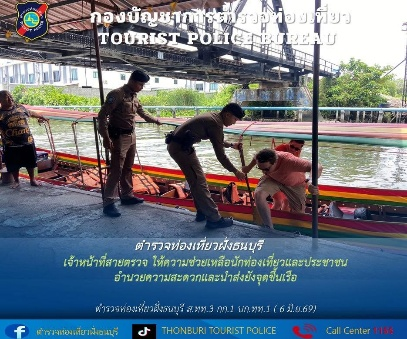 กองบัญชาการตำรวจท่องเที่ยว
TOURIST POLICE BUREAU
ตำรวจท่องเที่ยวฝั่งธนบุรี
เจ้าหน้าที่สายตรวจ ให้ความช่วยเหลือนักท่องเที่ยวและประชาชน
อำนวยความสะดวกและนำส่งยังจุดขึ้นเรือ
ตำรวจท่องเที่ยวฝั่งธนบุรี ส.ทท.3 กก.1 บก.ทท.1 ( 6 มี.ย.69)
ตำรวจท่องเที่ยวฝั่งธนบุรี
THONBURI TOURIST POLICE
Call Center 1155